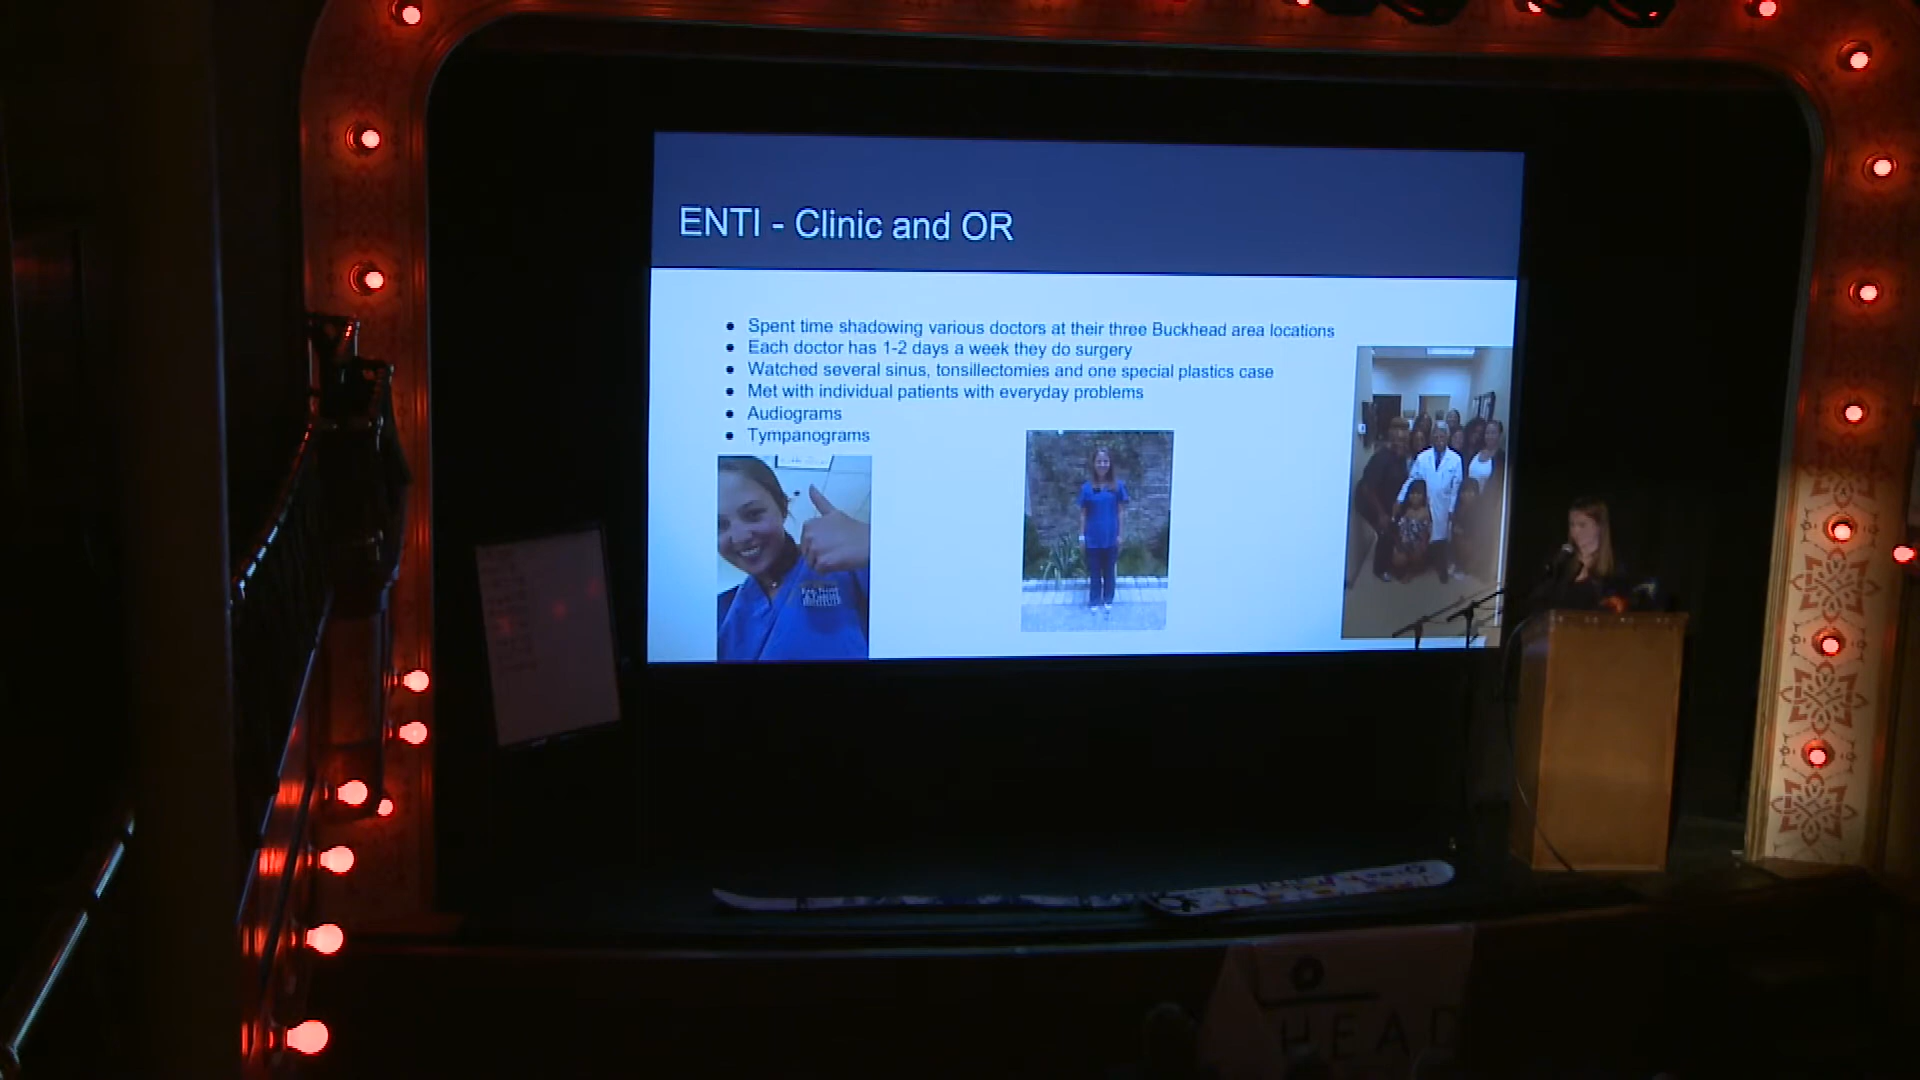 ENTI - Clinic and OR
• Spent time shadowing various doctors at their three Buckhead area locations
• Each doctor has 1-2 days a week they do surgery
• Watched several sinus, tonsillectomies and one special plastics case
• Met with individual patients with everyday problems
• Audiograms
• Tympanograms
INSTITUTE
HEAD